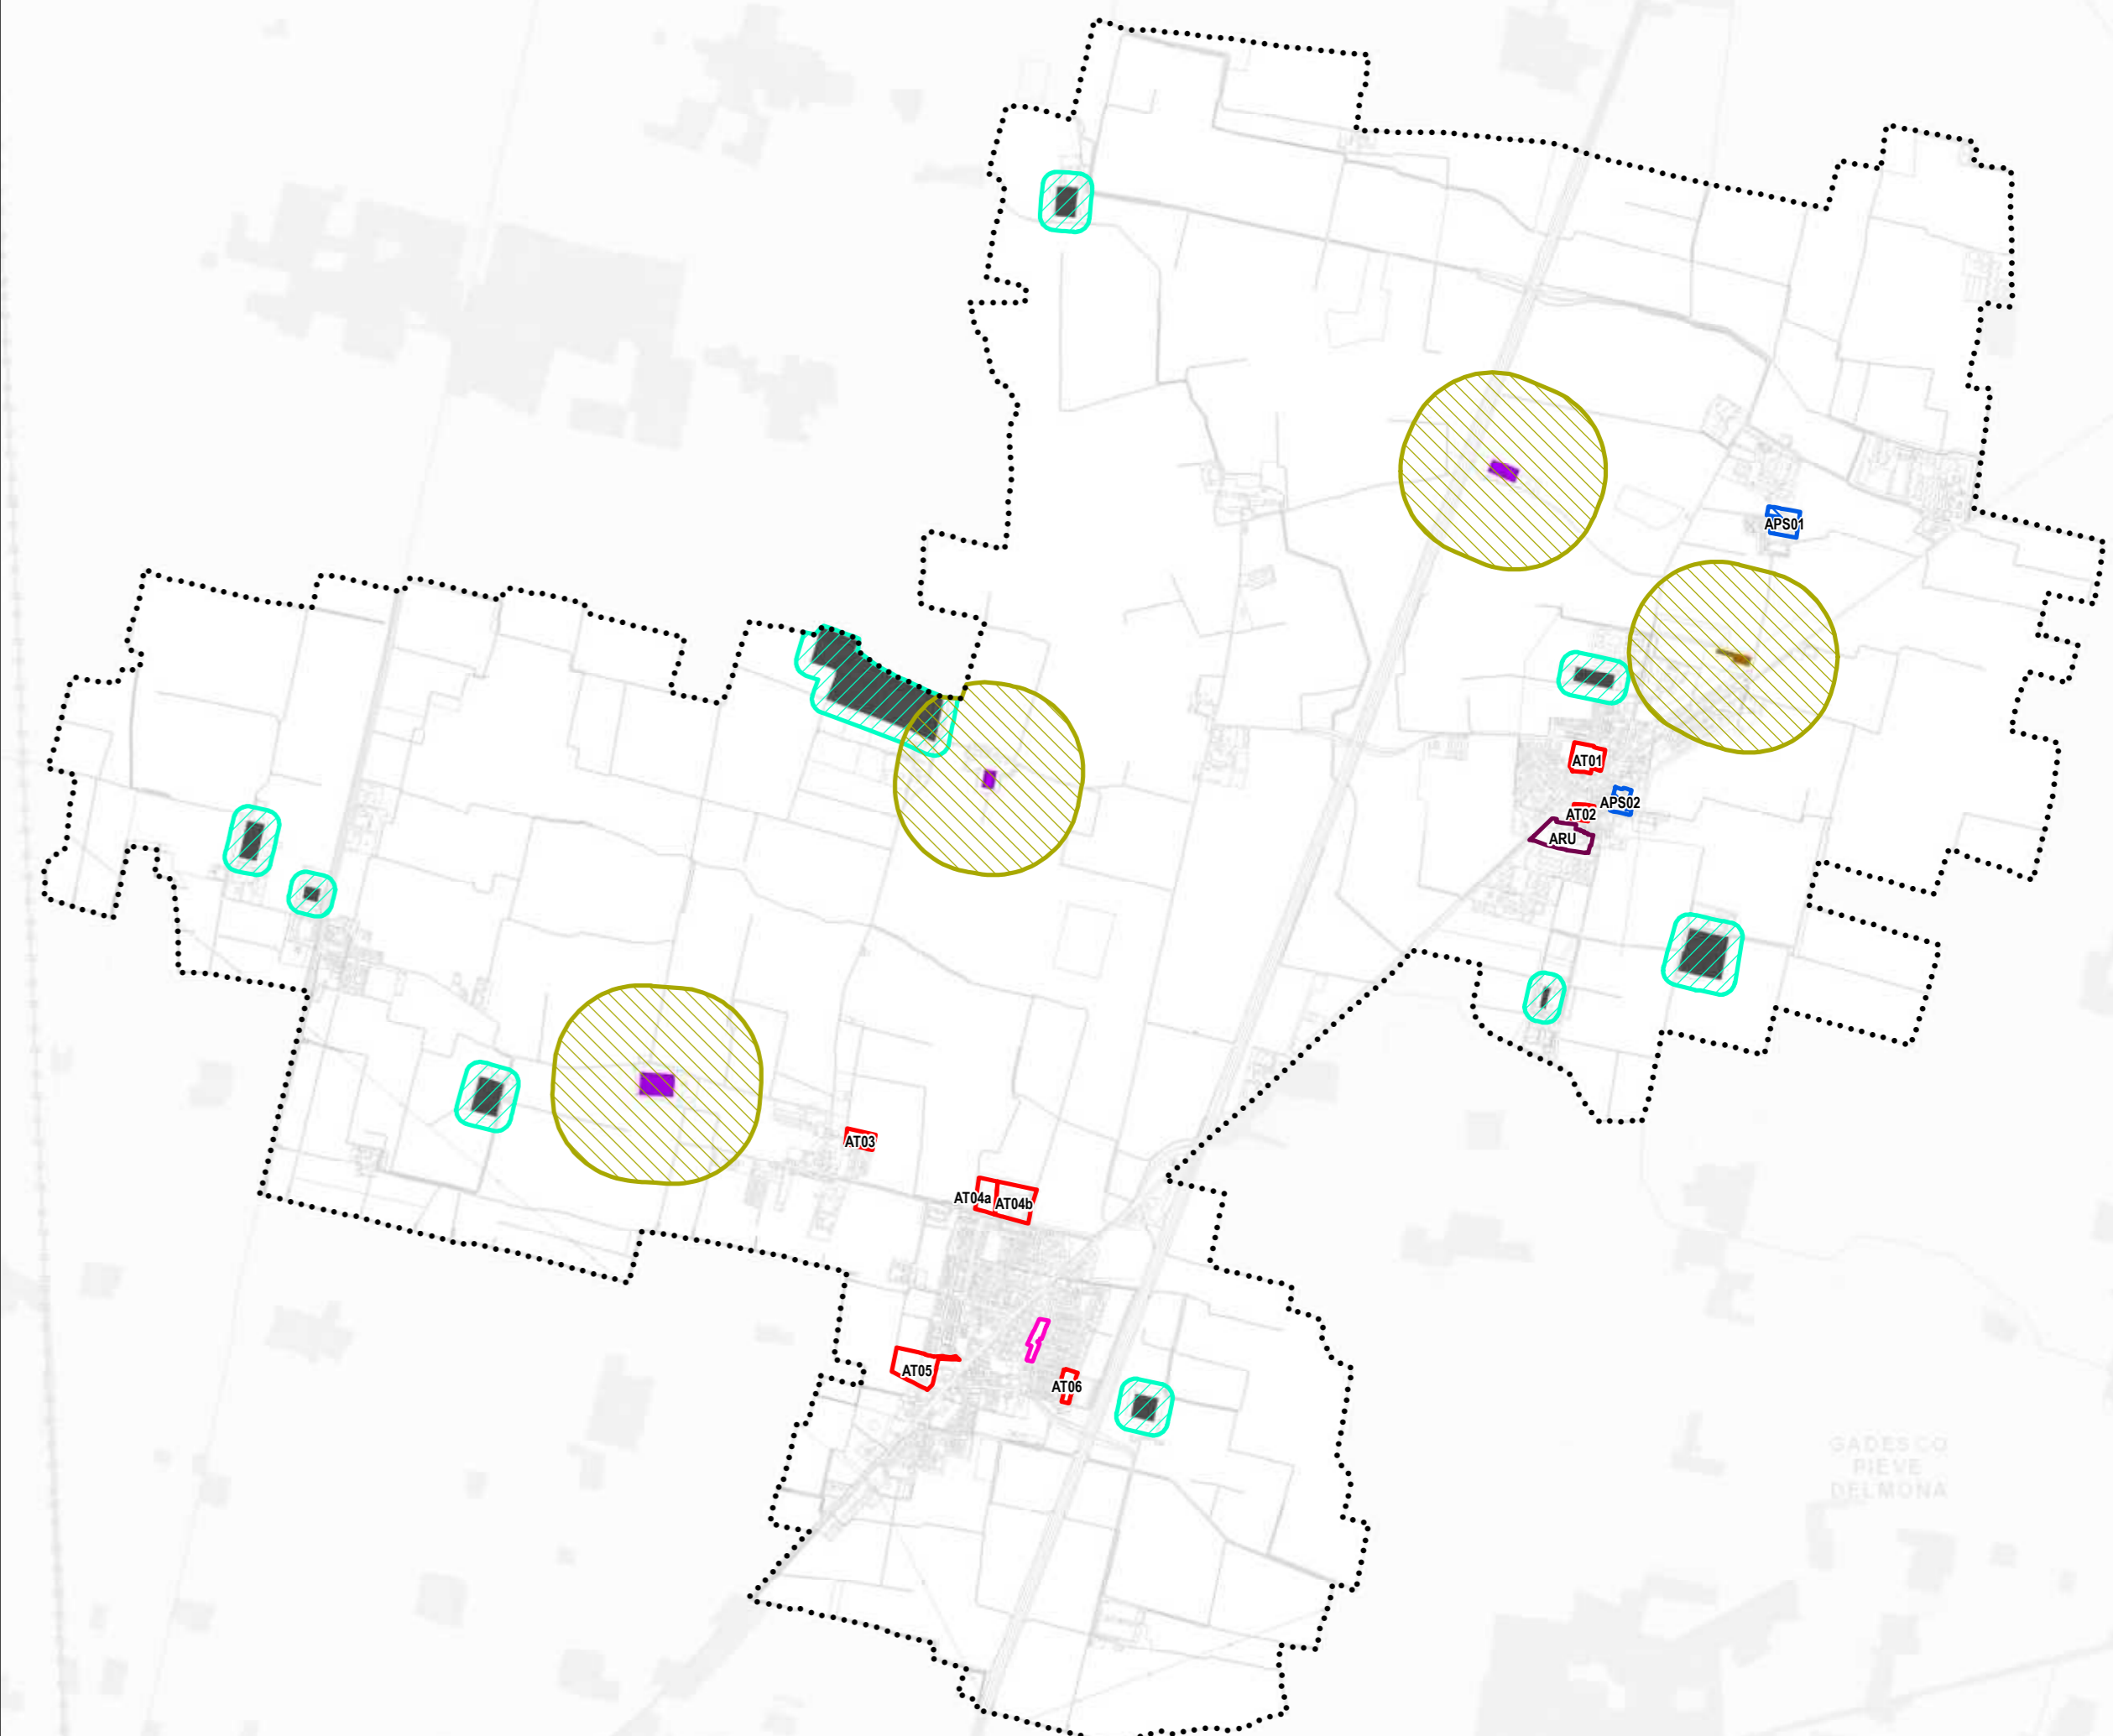 APS01
AT01
APS02
AT02
ARU
AT03
AT04a
AT04b
AT05
AT06
GADESCO
PIEVE
DELMONA